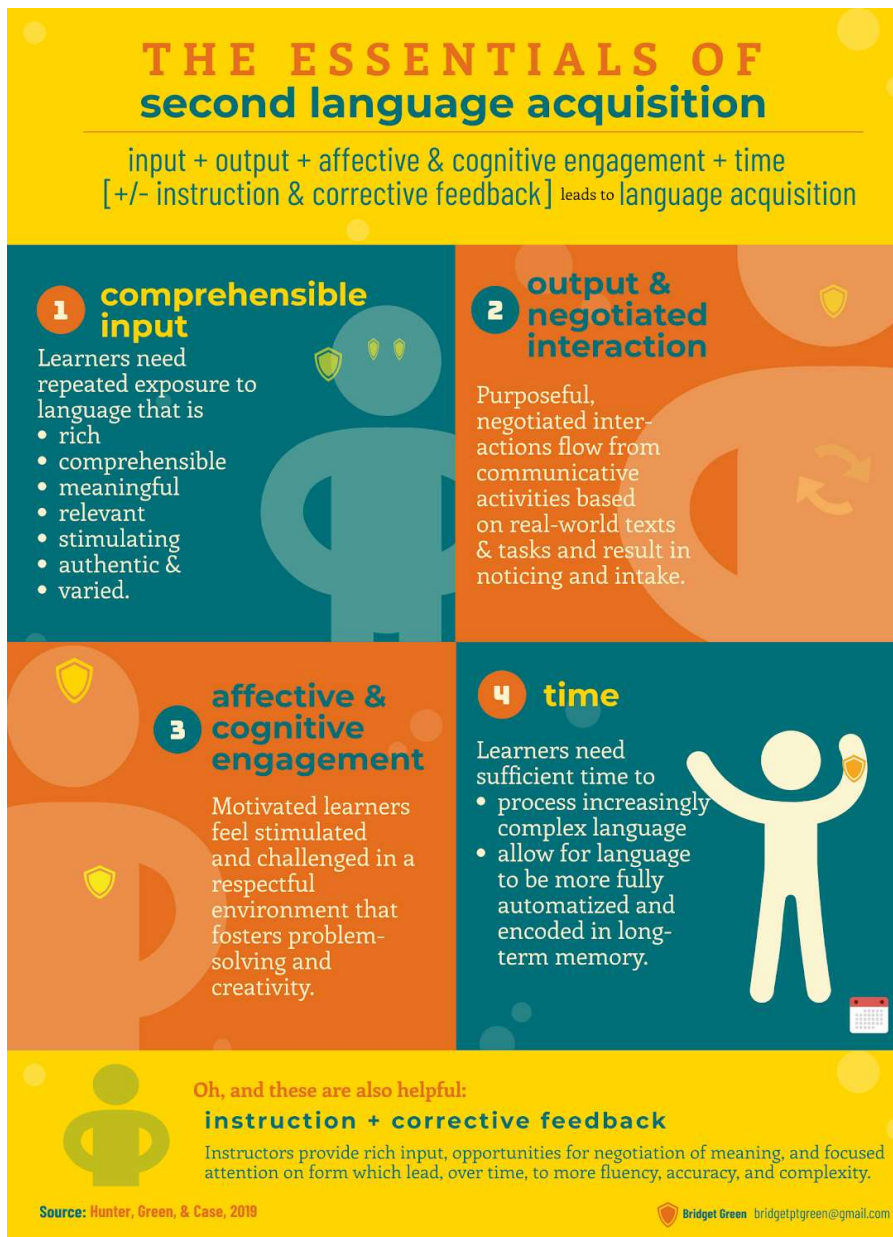 THE ESSENTIALS OF
second language acquisition
input + output + affective & cognitive engagement + time
[+/- instruction & corrective feedback] leads to language acquisition
1
comprehensible
input
Learners need
repeated exposure to
language that is
• rich
• comprehensible
• meaningful
• relevant
• stimulating
• authentic &
• varied.
2
output &
negotiated
interaction
Purposeful,
negotiated inter-
actions flow from
communicative
activities based
on real-world texts
& tasks and result in
noticing and intake.
3
affective &
cognitive
engagement
Motivated learners
feel stimulated
and challenged in a
respectful
environment that
fosters problem-
solving and
creativity.
4
time
Learners need
sufficient time to
• process increasingly
complex language
• allow for language
to be more fully
automatized and
encoded in long-
term memory.
Oh, and these are also helpful:
instruction + corrective feedback
Instructors provide rich input, opportunities for negotiation of meaning, and focused
attention on form which lead, over time, to more fluency, accuracy, and complexity.
Source: Hunter, Green, & Case, 2019
Bridget Green bridgetptgreen@gmail.com